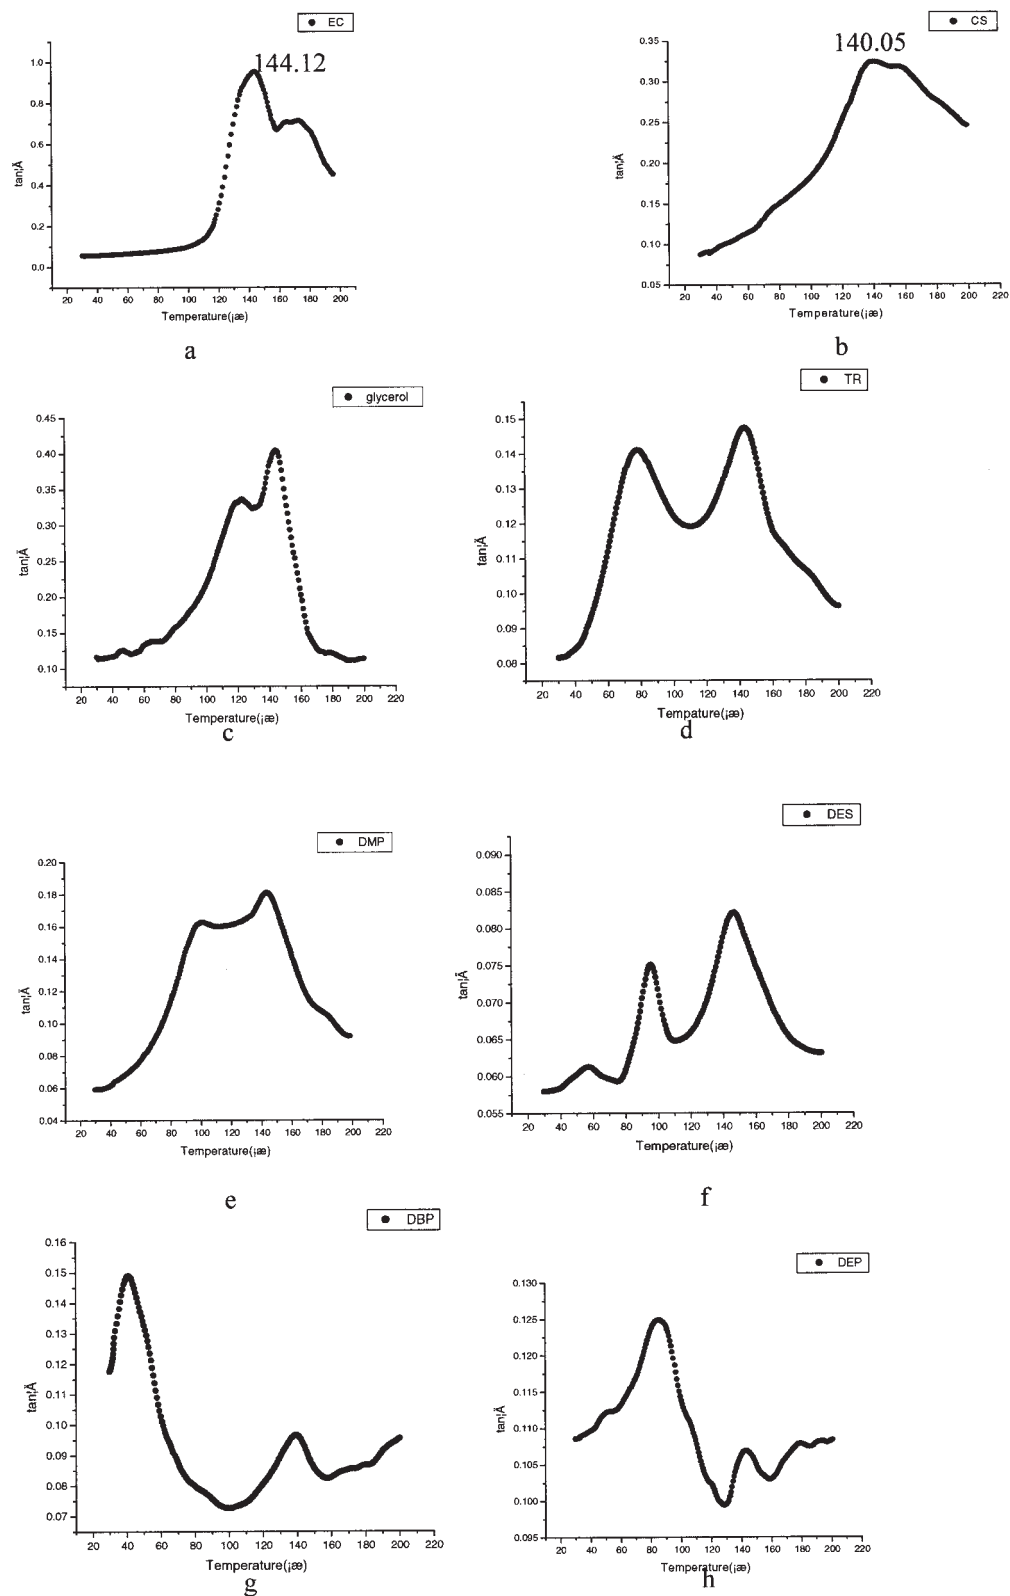 EC
144.12
1.0
0.8
0.6
0.4
0.2
0.0
tan¦Ä
20 40 60 80 100 120 140 160 180 200
Temperature(¡æ)
a
CS
140.05
0.35
0.30
0.25
0.20
0.15
0.10
0.05
tan¦Ä
20 40 60 80 100 120 140 160 180 200 220
Temperature(¡æ)
b
glycerol
0.45
0.40
0.35
0.30
0.25
0.20
0.15
0.10
tan¦Ä
20 40 60 80 100 120 140 160 180 200 220
Temperature(¡æ)
c
TR
0.15
0.14
0.13
0.12
0.11
0.10
0.09
0.08
tan¦Ä
20 40 60 80 100 120 140 160 180 200 220
Tempature(¡æ)
d
DMP
0.20
0.18
0.16
0.14
0.12
0.10
0.08
0.06
0.04
tan¦Ä
20 40 60 80 100 120 140 160 180 200 220
Temperature(¡æ)
e
DES
0.090
0.085
0.080
0.075
0.070
0.065
0.060
0.055
tan¦Ä
20 40 60 80 100 120 140 160 180 200 220
Temperature(¡æ)
f
DBP
0.16
0.15
0.14
0.13
0.12
0.11
0.10
0.09
0.08
0.07
tan¦Ä
20 40 60 80 100 120 140 160 180 200 220
Temperature(¡æ)
g
DEP
0.130
0.125
0.120
0.115
0.110
0.105
0.100
0.095
tan¦Ä
20 40 60 80 100 120 140 160 180 200 220
Temperature(¡æ)
h